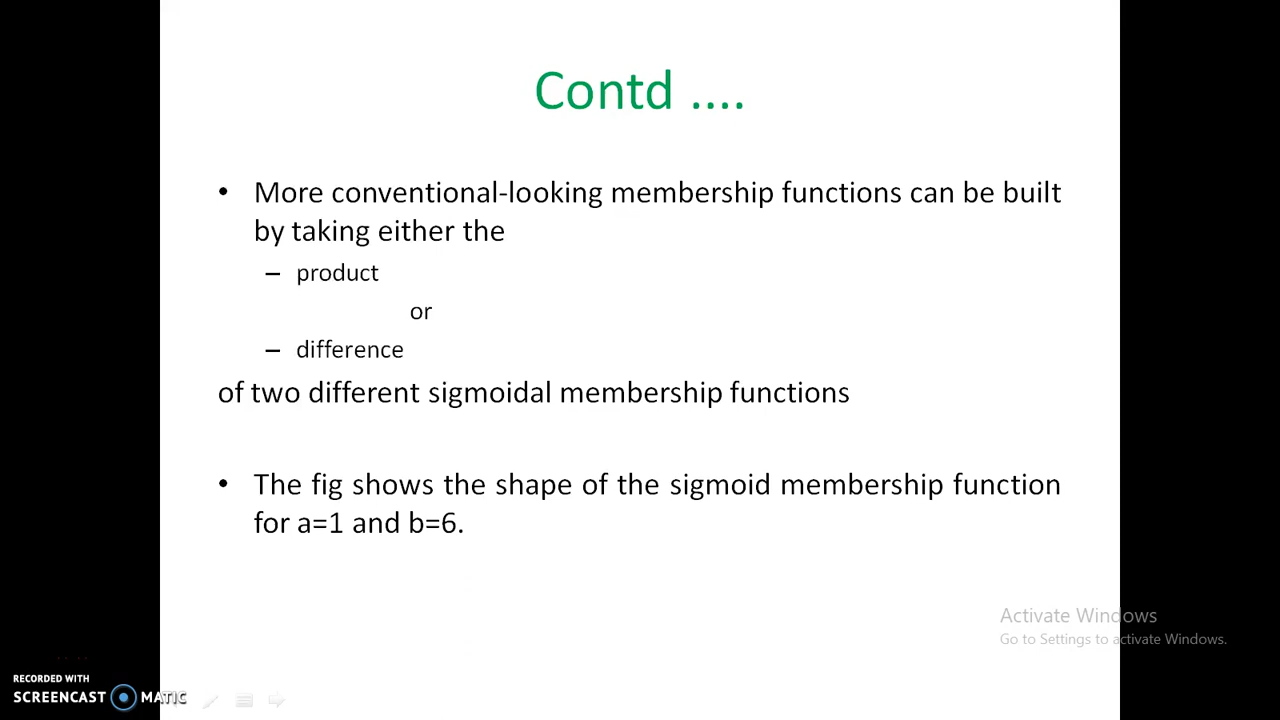 Contd ....
• More conventional-looking membership functions can be built
by taking either the
– product
or
– difference
of two different sigmoidal membership functions
• The fig shows the shape of the sigmoid membership function
for a=1 and b=6.
Activate Windows
Go to Settings to activate Windows.
RECORDED WITH
SCREENCAST MATIC